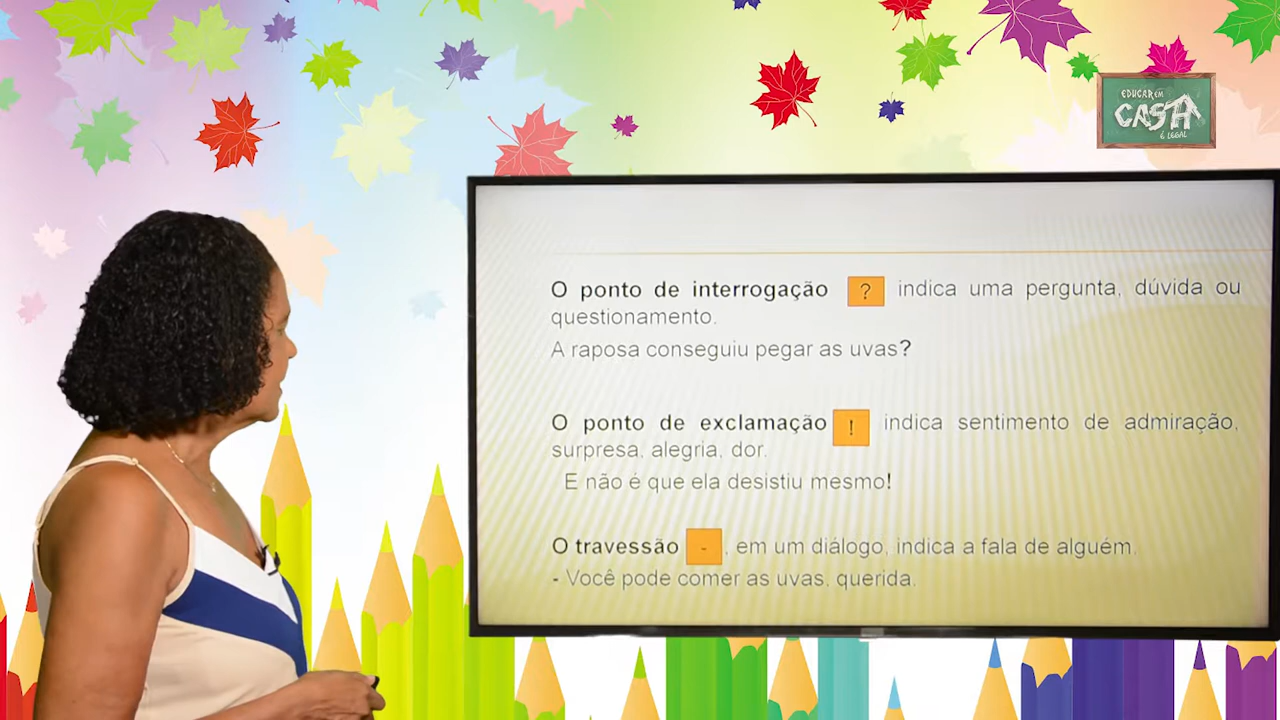 EDUCAR EM
CASA
É LEGAL
O ponto de interrogação ? indica uma pergunta, dúvida ou
questionamento.
A raposa conseguiu pegar as uvas?
O ponto de exclamação ! indica sentimento de admiração,
surpresa, alegria, dor.
E não é que ela desistiu mesmo!
O travessão - , em um diálogo, indica a fala de alguém.
- Você pode comer as uvas, querida.